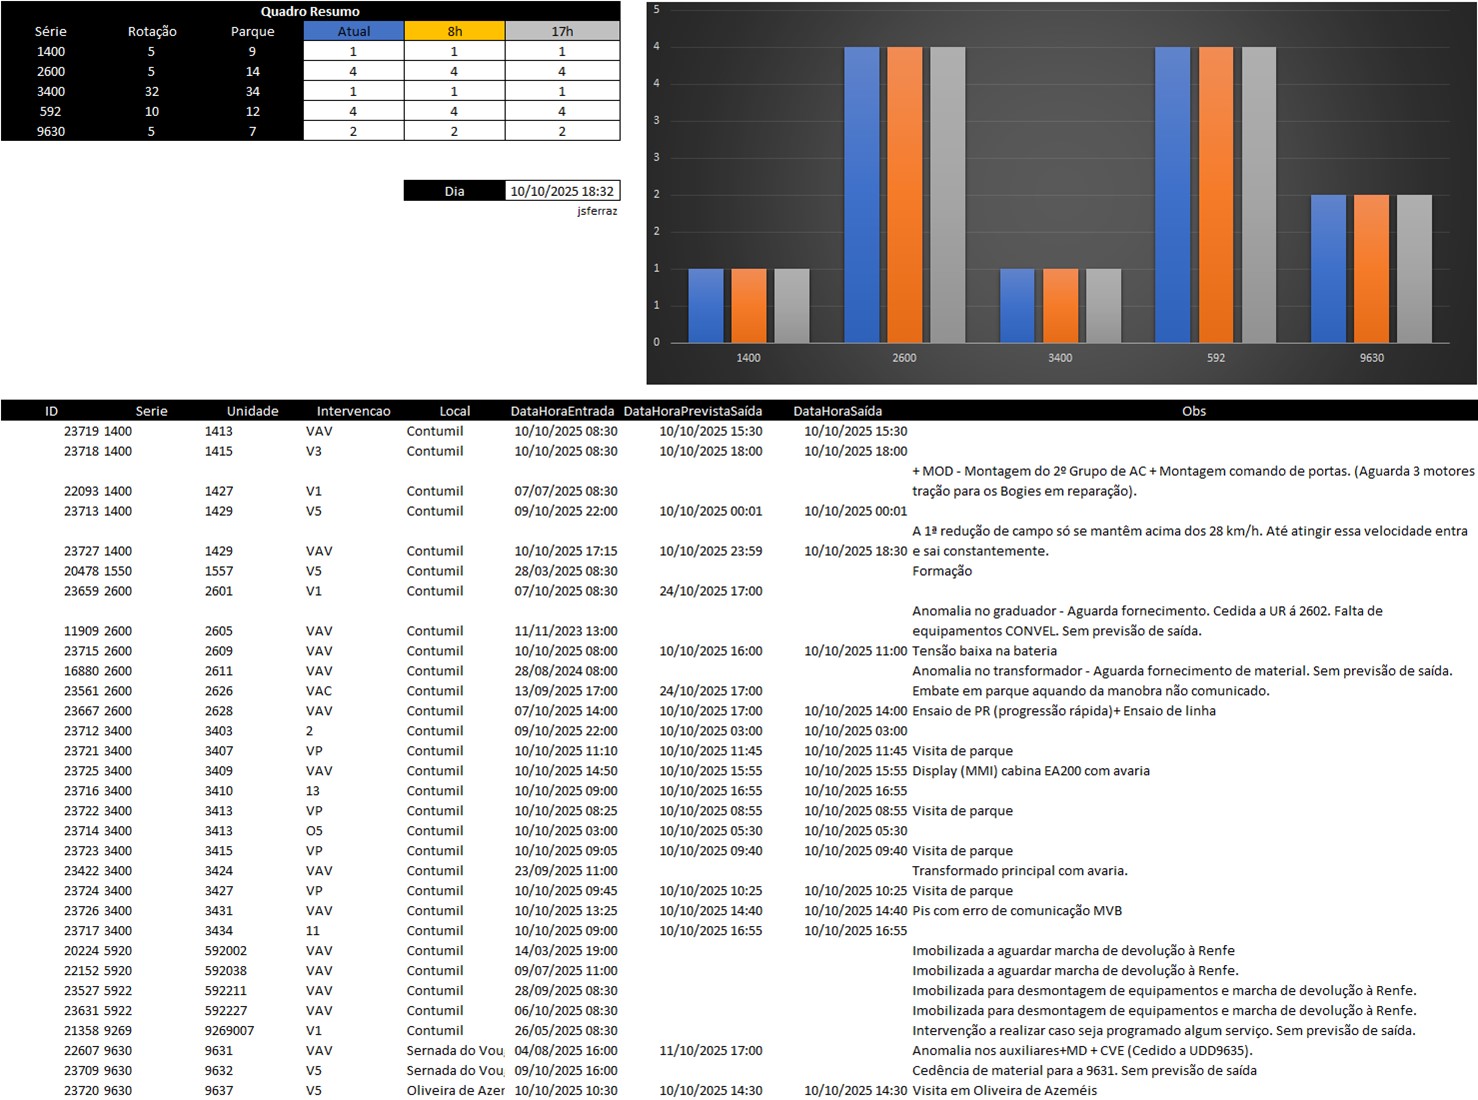 Quadro Resumo
Série Rotação Parque Atual 8h 17h
1400 5 9 1 1 1
2600 5 14 4 4 4
3400 32 34 1 1 1
592 10 12 4 4 4
9630 5 7 2 2 2
Dia 10/10/2025 18:32
jsferraz
5
4
4
3
3
2
2
1
1
0
1400 2600 3400 592 9630
ID Serie Unidade Intervencao Local DataHoraEntrada DataHoraPrevistaSaída DataHoraSaída Obs
23719 1400 1413 VAV Contumil 10/10/2025 08:30 10/10/2025 15:30 10/10/2025 15:30
23718 1400 1415 V3 Contumil 10/10/2025 08:30 10/10/2025 18:00 10/10/2025 18:00
+ MOD - Montagem do 2º Grupo de AC + Montagem comando de portas. (Aguarda 3 motores
22093 1400 1427 V1 Contumil 07/07/2025 08:30 tração para os Bogies em reparação).
23713 1400 1429 V5 Contumil 09/10/2025 22:00 10/10/2025 00:01 10/10/2025 00:01
A 1ª redução de campo só se mantêm acima dos 28 km/h. Até atingir essa velocidade entra
23727 1400 1429 VAV Contumil 10/10/2025 17:15 10/10/2025 23:59 10/10/2025 18:30 e sai constantemente.
20478 1550 1557 V5 Contumil 28/03/2025 08:30 Formação
23659 2600 2601 V1 Contumil 07/10/2025 08:30 24/10/2025 17:00
Anomalia no graduador - Aguarda fornecimento. Cedida a UR á 2602. Falta de
11909 2600 2605 VAV Contumil 11/11/2023 13:00 equipamentos CONVEL. Sem previsão de saída.
23715 2600 2609 VAV Contumil 10/10/2025 08:00 10/10/2025 16:00 10/10/2025 11:00 Tensão baixa na bateria
16880 2600 2611 VAV Contumil 28/08/2024 08:00 Anomalia no transformador - Aguarda fornecimento de material. Sem previsão de saída.
23561 2600 2626 VAC Contumil 13/09/2025 17:00 24/10/2025 17:00 Embate em parque aquando da manobra não comunicado.
23667 2600 2628 VAV Contumil 07/10/2025 14:00 10/10/2025 17:00 10/10/2025 14:00 Ensaio de PR (progressão rápida)+ Ensaio de linha
23712 3400 3403 2 Contumil 09/10/2025 22:00 10/10/2025 03:00 10/10/2025 03:00
23721 3400 3407 VP Contumil 10/10/2025 11:10 10/10/2025 11:45 10/10/2025 11:45 Visita de parque
23725 3400 3409 VAV Contumil 10/10/2025 14:50 10/10/2025 15:55 10/10/2025 15:55 Display (MMI) cabina EA200 com avaria
23716 3400 3410 13 Contumil 10/10/2025 09:00 10/10/2025 16:55 10/10/2025 16:55
23722 3400 3413 VP Contumil 10/10/2025 08:25 10/10/2025 08:55 10/10/2025 08:55 Visita de parque
23714 3400 3413 O5 Contumil 10/10/2025 03:00 10/10/2025 05:30 10/10/2025 05:30
23723 3400 3415 VP Contumil 10/10/2025 09:05 10/10/2025 09:40 10/10/2025 09:40 Visita de parque
23422 3400 3424 VAV Contumil 23/09/2025 11:00 Transformado principal com avaria.
23724 3400 3427 VP Contumil 10/10/2025 09:45 10/10/2025 10:25 10/10/2025 10:25 Visita de parque
23726 3400 3431 VAV Contumil 10/10/2025 13:25 10/10/2025 14:40 10/10/2025 14:40 Pis com erro de comunicação MVB
23717 3400 3434 11 Contumil 10/10/2025 09:00 10/10/2025 16:55 10/10/2025 16:55
20224 5920 592002 VAV Contumil 14/03/2025 19:00 Imobilizada a aguardar marcha de devolução à Renfe
22152 5920 592038 VAV Contumil 09/07/2025 11:00 Imobilizada a aguardar marcha de devolução à Renfe.
23527 5922 592211 VAV Contumil 28/09/2025 08:30 Imobilizada para desmontagem de equipamentos e marcha de devolução à Renfe.
23631 5922 592227 VAV Contumil 06/10/2025 08:30 Imobilizada para desmontagem de equipamentos e marcha de devolução à Renfe.
21358 9269 9269007 V1 Contumil 26/05/2025 08:30 Intervenção a realizar caso seja programado algum serviço. Sem previsão de saída.
22607 9630 9631 VAV Sernada do Vou 04/08/2025 16:00 11/10/2025 17:00 Anomalia nos auxiliares+MD + CVE (Cedido a UDD9635).
23709 9630 9632 V5 Sernada do Vou 09/10/2025 16:00 Cedência de material para a 9631. Sem previsão de saída
23720 9630 9637 V5 Oliveira de Azer 10/10/2025 10:30 10/10/2025 14:30 10/10/2025 14:30 Visita em Oliveira de Azeméis